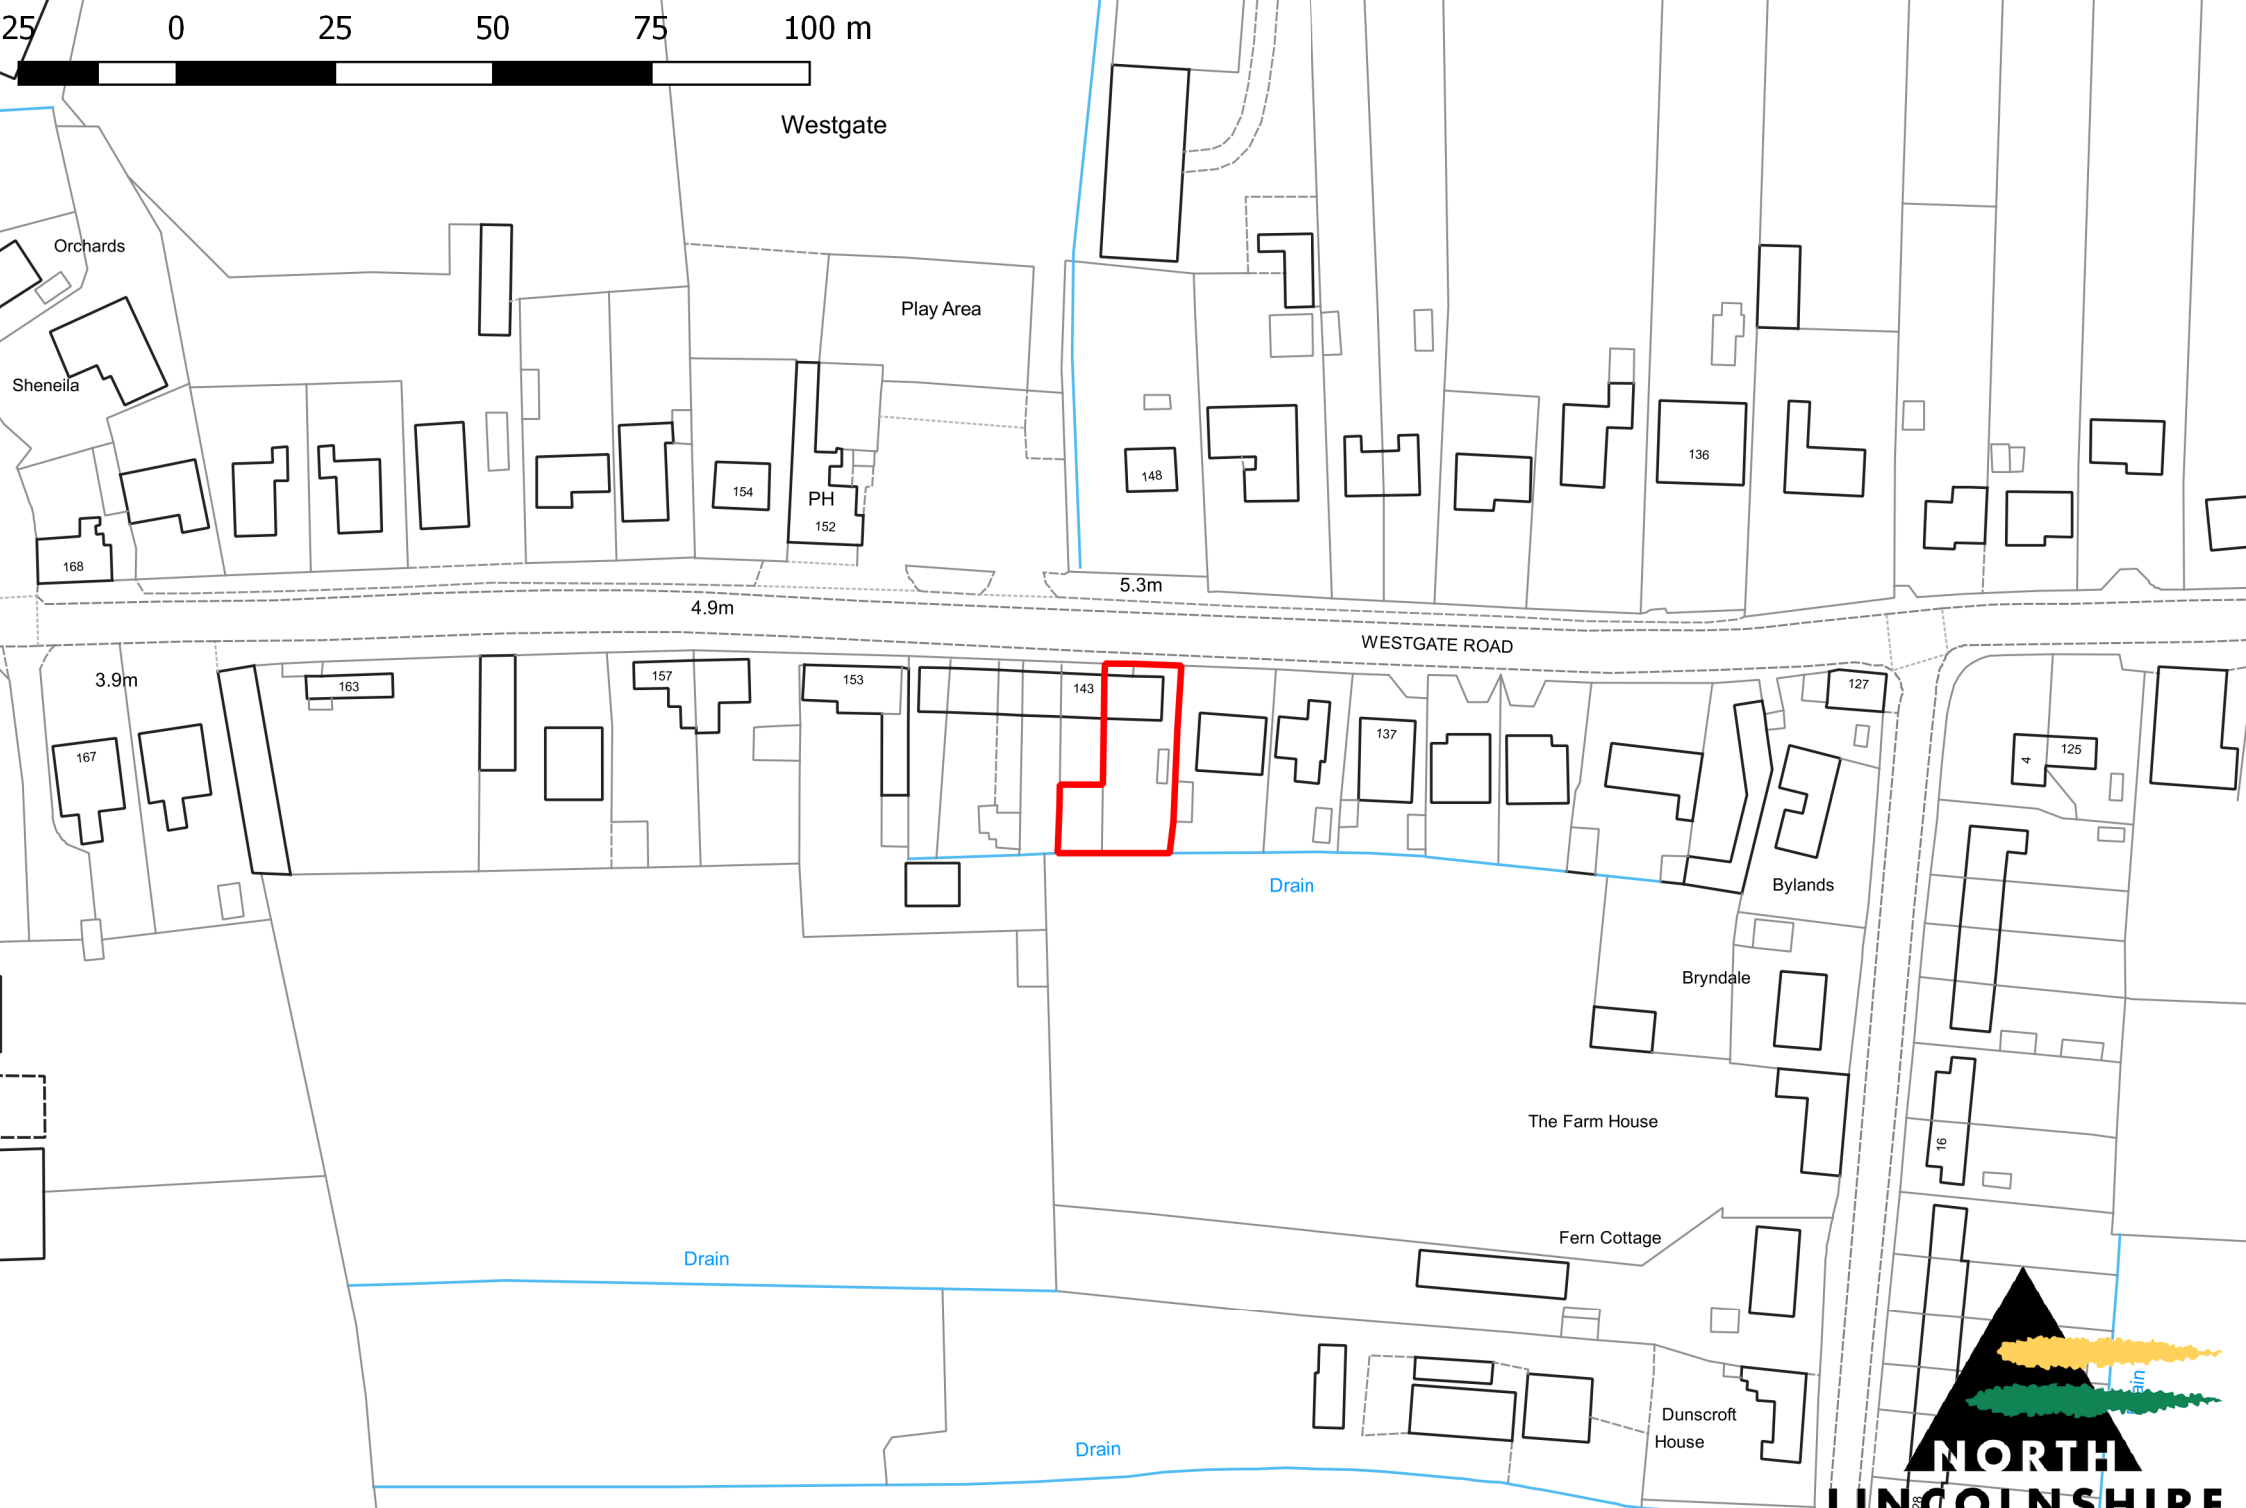 25 0 25 50 75 100 m
Westgate
Orchards
Play Area
Sheneila
136
148
154
PH
152
168
5.3m
4.9m
WESTGATE ROAD
3.9m
163
157
153
143
127
137
167
125
4
Drain
Bylands
Bryndale
The Farm House
16
Fern Cottage
Drain
Dunscroft
House
Drain
NORTH
LINCOLNSHIRE